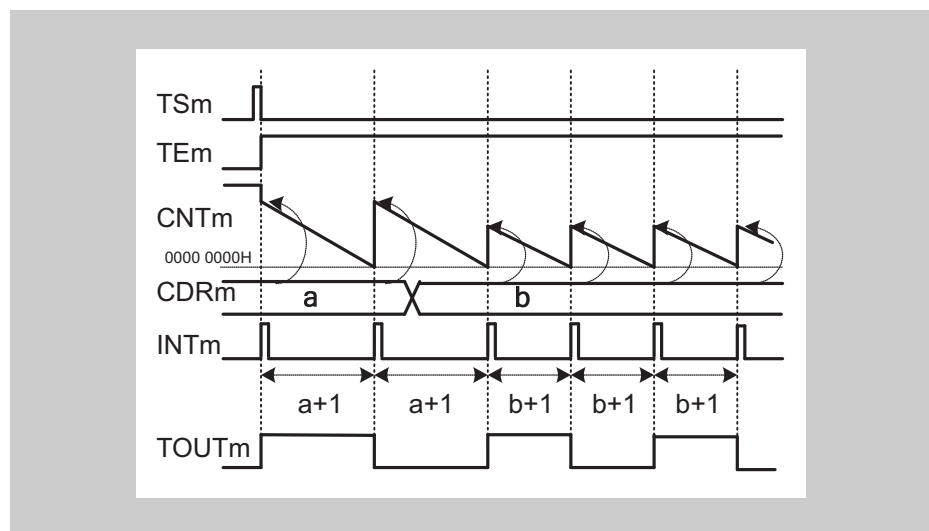 TSm
TEm
CNTm
0000 0000H
CDRm a b
INTm
a+1 a+1 b+1 b+1 b+1
TOUTm